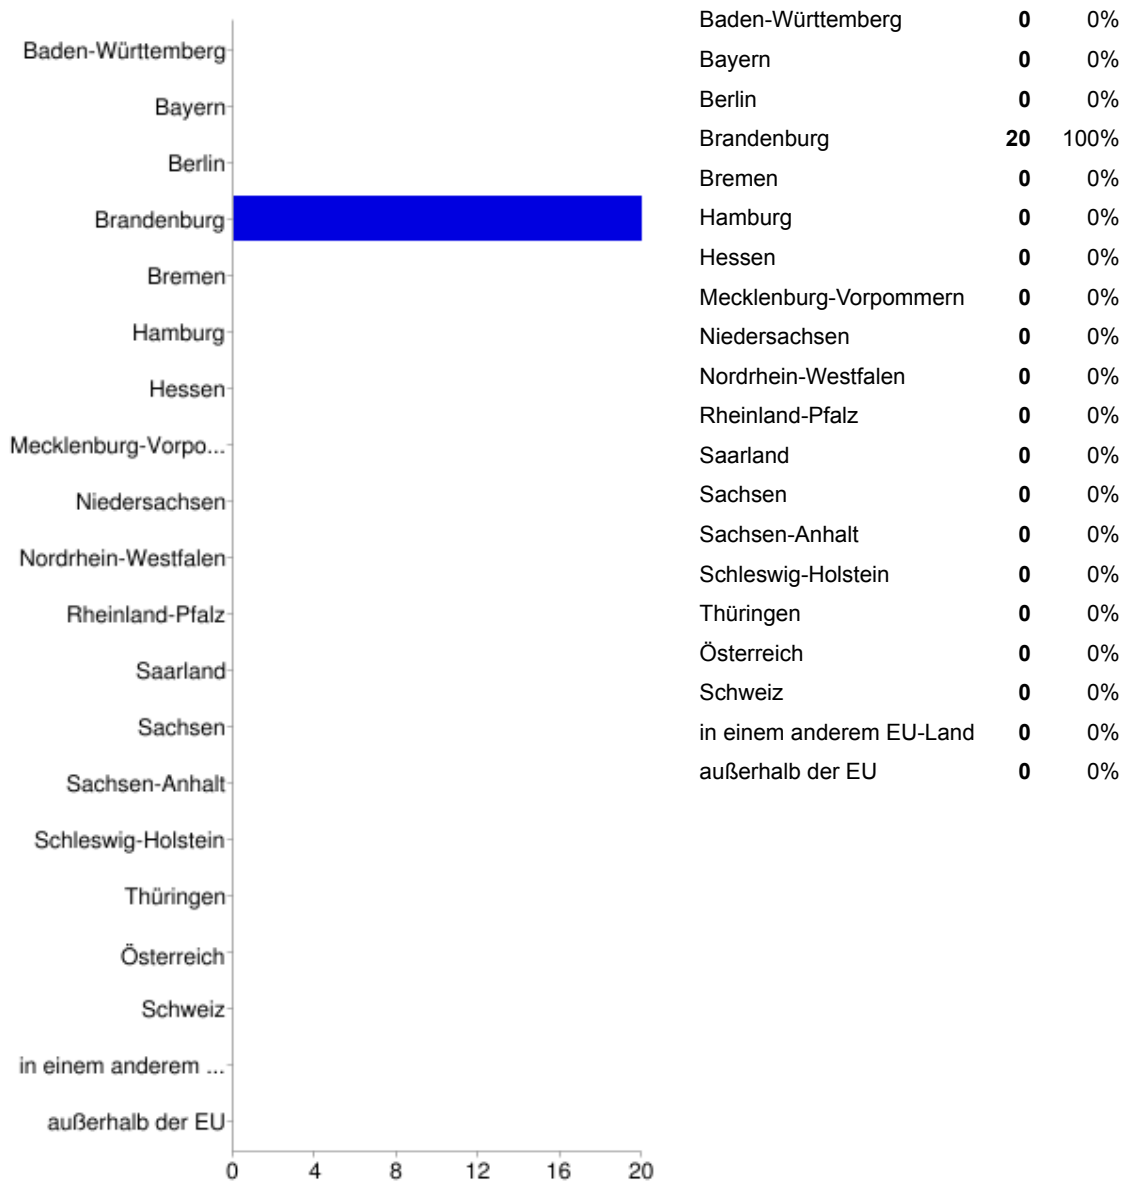 Baden-Württemberg
Bayern
Berlin
Brandenburg
Bremen
Hamburg
Hessen
Mecklenburg-Vorpo...
Niedersachsen
Nordrhein-Westfalen
Rheinland-Pfalz
Saarland
Sachsen
Sachsen-Anhalt
Schleswig-Holstein
Thüringen
Österreich
Schweiz
in einem anderem ...
außerhalb der EU
0 4 8 12 16 20
Baden-Württemberg 0 0%
Bayern 0 0%
Berlin 0 0%
Brandenburg 20 100%
Bremen 0 0%
Hamburg 0 0%
Hessen 0 0%
Mecklenburg-Vorpommern 0 0%
Niedersachsen 0 0%
Nordrhein-Westfalen 0 0%
Rheinland-Pfalz 0 0%
Saarland 0 0%
Sachsen 0 0%
Sachsen-Anhalt 0 0%
Schleswig-Holstein 0 0%
Thüringen 0 0%
Österreich 0 0%
Schweiz 0 0%
in einem anderem EU-Land 0 0%
außerhalb der EU 0 0%